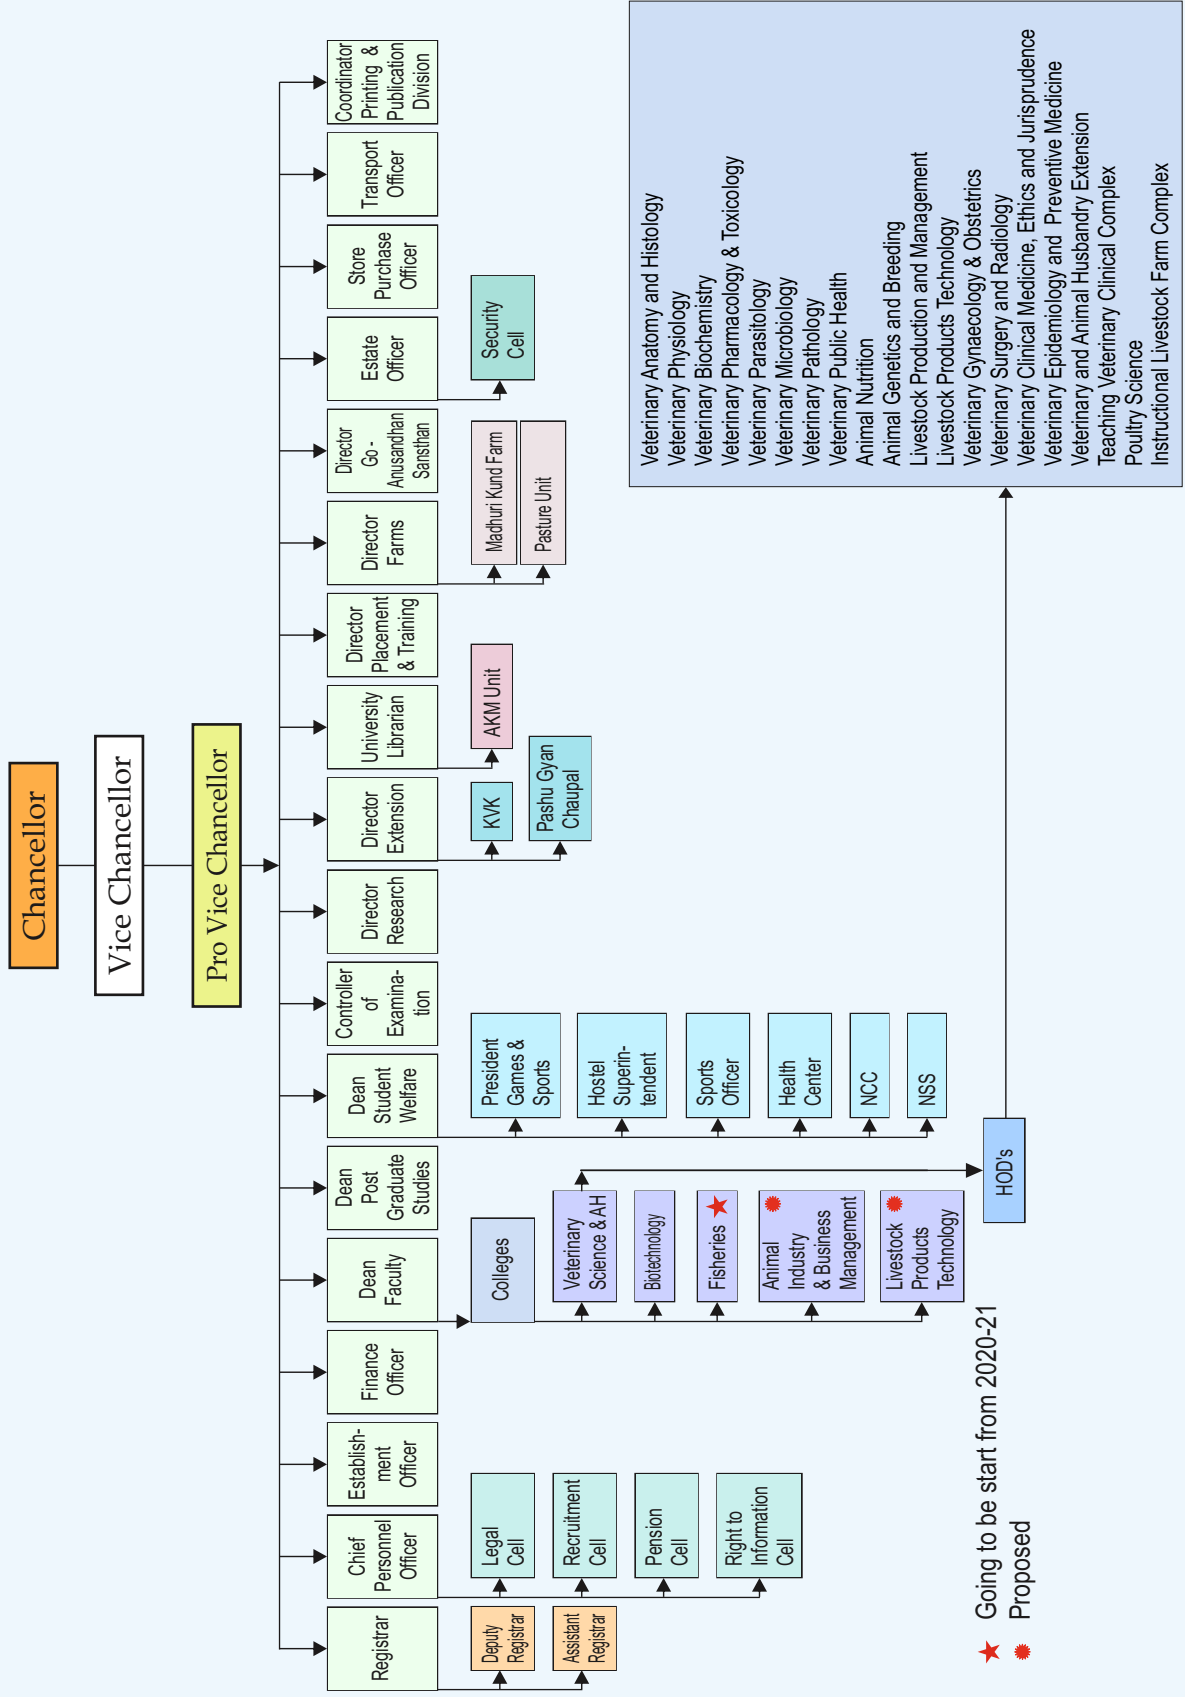 Chancellor
Vice Chancellor
Pro Vice Chancellor
Registrar
Chief
Personnel
Officer
Establish-
ment
Officer
Finance
Officer
Dean
Faculty
Dean
Post
Graduate
Studies
Dean
Student
Welfare
Controller
of
Examina-
tion
Director
Research
Director
Extension
University
Librarian
Director
Placement
& Training
Director
Farms
Director
Go -
Anusandhan
Sansthan
Estate
Officer
Store
Purchase
Officer
Transport
Officer
Coordinator
Printing &
Publication
Division
Deputy
Registrar
Assistant
Registrar
Legal
Cell
Recruitment
Cell
Pension
Cell
Right to
Information
Cell
Colleges
Veterinary
Science & AH
Biotechnology
Fisheries
Animal
Industry
& Business
Management
Livestock
Products
Technology
President
Games &
Sports
Hostel
Superin-
tendent
Sports
Officer
Health
Center
NCC
NSS
KVK
Pashu Gyan
Chaupal
AKM Unit
Madhuri Kund Farm
Pasture Unit
Security
Cell
HOD's
Veterinary Anatomy and Histology
Veterinary Physiology
Veterinary Biochemistry
Veterinary Pharmacology & Toxicology
Veterinary Parasitology
Veterinary Microbiology
Veterinary Pathology
Veterinary Public Health
Animal Nutrition
Animal Genetics and Breeding
Livestock Production and Management
Livestock Products Technology
Veterinary Gynaecology & Obstetrics
Veterinary Surgery and Radiology
Veterinary Clinical Medicine, Ethics and Jurisprudence
Veterinary Epidemiology and Preventive Medicine
Veterinary and Animal Husbandry Extension
Teaching Veterinary Clinical Complex
Poultry Science
Instructional Livestock Farm Complex
Going to be start from 2020-21
Proposed